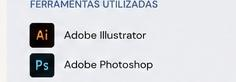 FERRAMENTAS UTILIZADAS
Ai Adobe Illustrator
Ps Adobe Photoshop